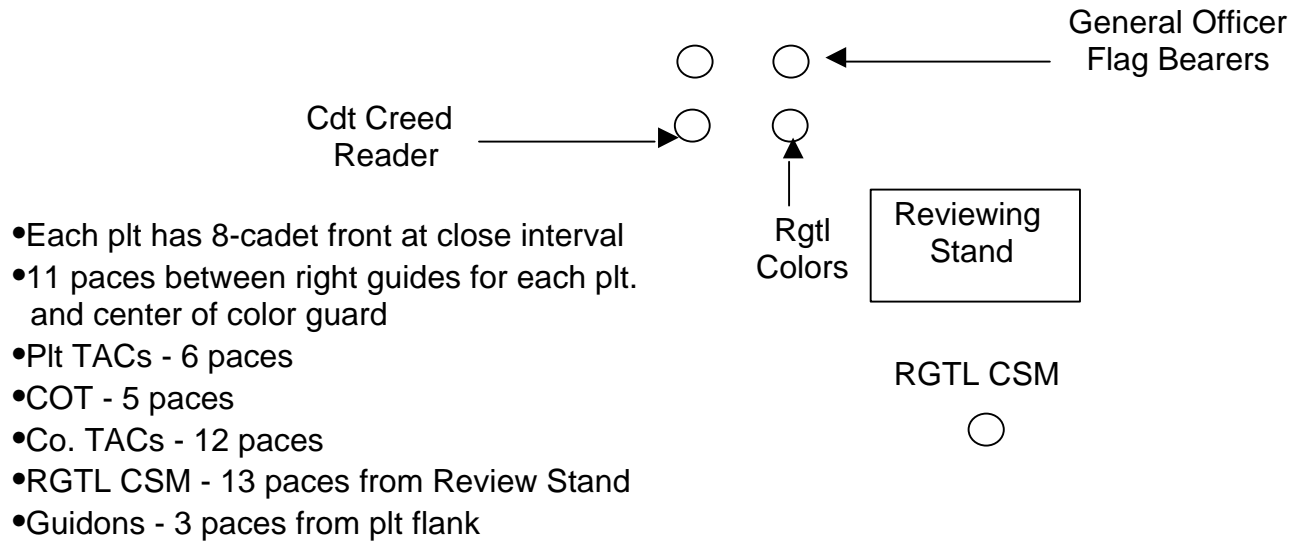 General Officer
Flag Bearers
Cdt Creed
Reader
Rgtl
Colors
Reviewing
Stand
•Each plt has 8-cadet front at close interval
•11 paces between right guides for each plt.
and center of color guard
•Plt TACs - 6 paces
•COT - 5 paces
•Co. TACs - 12 paces
•RGTL CSM - 13 paces from Review Stand
•Guidons - 3 paces from plt flank
RGTL CSM